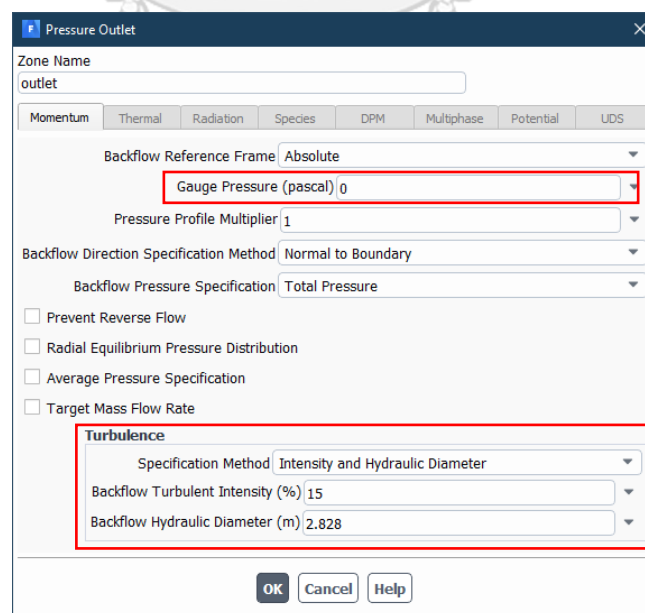 Pressure Outlet
Zone Name
outlet
Momentum Thermal Radiation Species DPM Multiphase Potential UDS
Backflow Reference Frame Absolute
Gauge Pressure (pascal) 0
Pressure Profile Multiplier 1
Backflow Direction Specification Method Normal to Boundary
Backflow Pressure Specification Total Pressure
Prevent Reverse Flow
Radial Equilibrium Pressure Distribution
Average Pressure Specification
Target Mass Flow Rate
Turbulence
Specification Method Intensity and Hydraulic Diameter
Backflow Turbulent Intensity (%) 15
Backflow Hydraulic Diameter (m) 2.828
OK Cancel Help